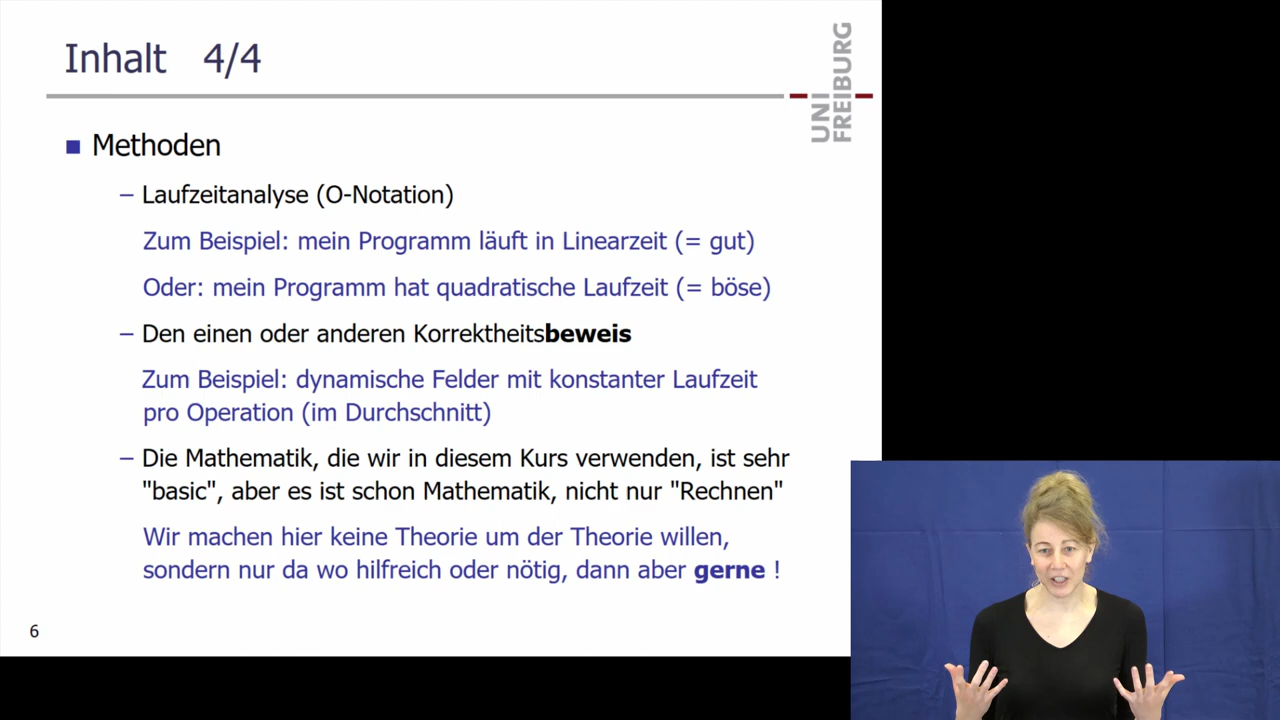 Inhalt 4/4
UNI
FREIBURG
Methoden
– Laufzeitanalyse (O-Notation)
Zum Beispiel: mein Programm läuft in Linearzeit (= gut)
Oder: mein Programm hat quadratische Laufzeit (= böse)
– Den einen oder anderen Korrektheitsbeweis
Zum Beispiel: dynamische Felder mit konstanter Laufzeit
pro Operation (im Durchschnitt)
– Die Mathematik, die wir in diesem Kurs verwenden, ist sehr
"basic", aber es ist schon Mathematik, nicht nur "Rechnen"
Wir machen hier keine Theorie um der Theorie willen,
sondern nur da wo hilfreich oder nötig, dann aber gerne !
6